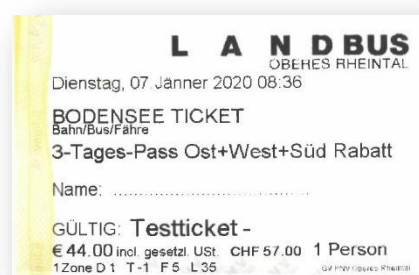 L A N D BUS
OBERES RHEINTAL
Dienstag, 07.Jänner 2020 08:36
BODENSEE TICKET
Bahn/Bus/Fähre
3-Tages-Pass Ost+West+Süd Rabatt
Name: ..............................
GÜLTIG: Testticket -
€ 44.00 incl. gesetzl. USt. CHF 57.00 1 Person
1Zone D 1 T-1 F 5 L 35
GV PNV Oberes Rheintal